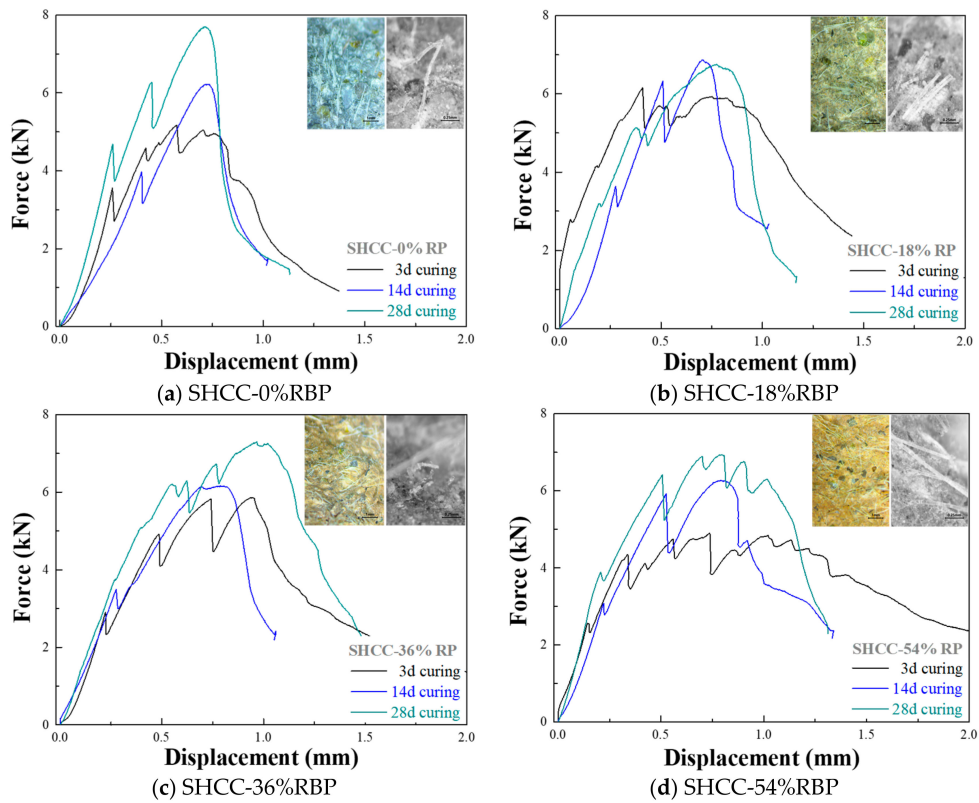 8
6
4
2
0
Force (kN)
SHCC-0% RP
3d curing
14d curing
28d curing
0.0 0.5 1.0 1.5 2.0
Displacement (mm)
(a) SHCC-0%RBP
8
6
4
2
0
Force (kN)
SHCC-18% RP
3d curing
14d curing
28d curing
0.0 0.5 1.0 1.5 2.0
Displacement (mm)
(b) SHCC-18%RBP
8
6
4
2
0
Force (kN)
SHCC-36% RP
3d curing
14d curing
28d curing
0.0 0.5 1.0 1.5 2.0
Displacement (mm)
(c) SHCC-36%RBP
8
6
4
2
0
Force (kN)
SHCC-54% RP
3d curing
14d curing
28d curing
0.0 0.5 1.0 1.5 2.0
Displacement (mm)
(d) SHCC-54%RBP